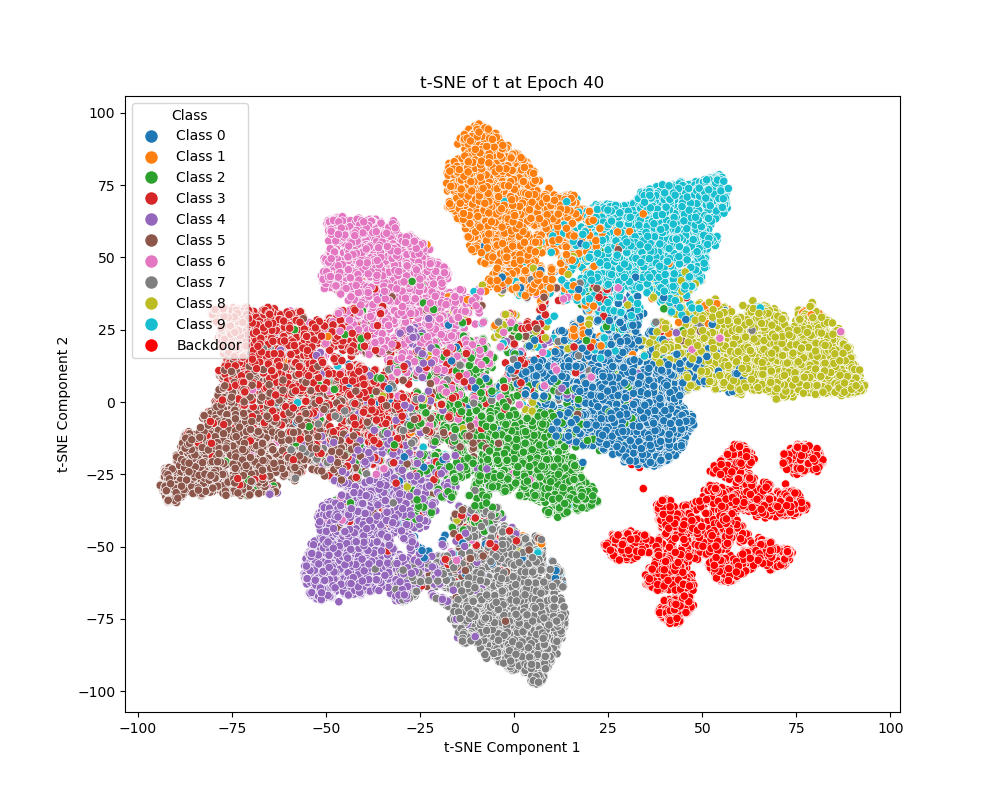 t-SNE of t at Epoch 40
Class
Class 0
Class 1
Class 2
Class 3
Class 4
Class 5
Class 6
Class 7
Class 8
Class 9
Backdoor
100
75
50
25
0
−25
−50
−75
−100
t-SNE Component 2
−100 −75 −50 −25 0 25 50 75 100
t-SNE Component 1